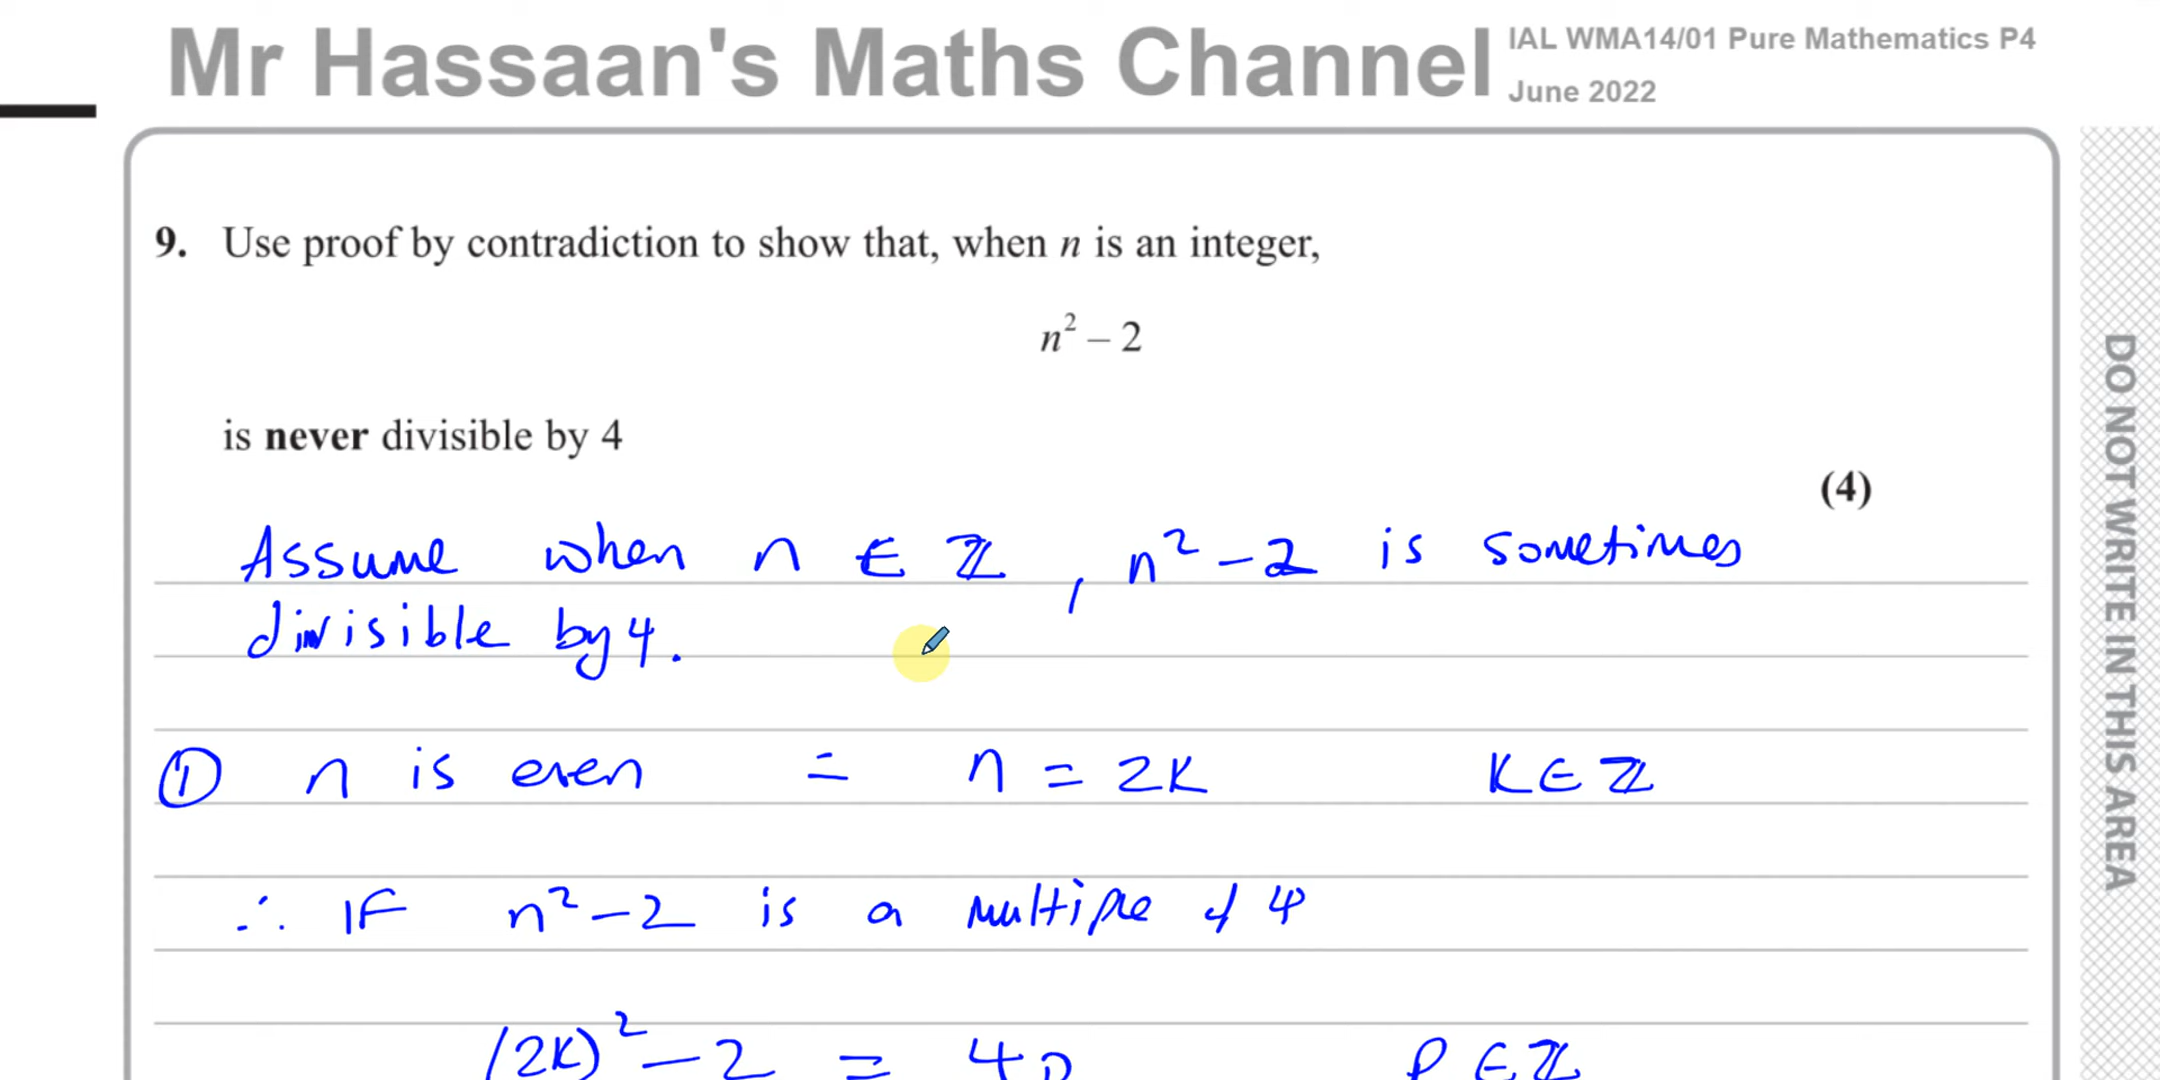 Mr Hassaan's Maths Channel
IAL WMA14/01 Pure Mathematics P4
June 2022
9. Use proof by contradiction to show that, when n is an integer,
n² – 2
is never divisible by 4
(4)
Assume when n ∈ ℤ, n² – 2 is sometimes
divisible by 4.
① n is even = n = 2K K ∈ ℤ
∴ IF n² – 2 is a multiple of 4
(2K)² – 2 = 4p P ∈ ℤ
DO NOT WRITE IN THIS AREA